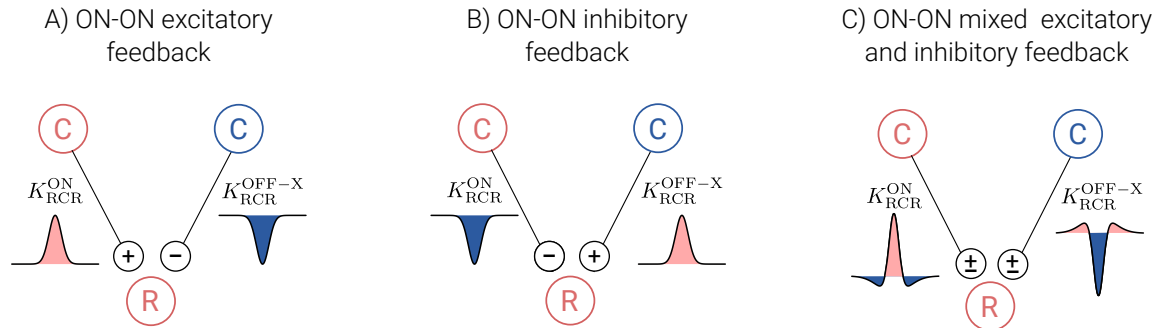 A) ON-ON excitatory
feedback
B) ON-ON inhibitory
feedback
C) ON-ON mixed  excitatory
and inhibitory feedback
C
C
K_RCR^ON
K_RCR^OFF−X
+
−
R
C
C
K_RCR^ON
K_RCR^OFF−X
−
+
R
C
C
K_RCR^ON
K_RCR^OFF−X
±
±
R